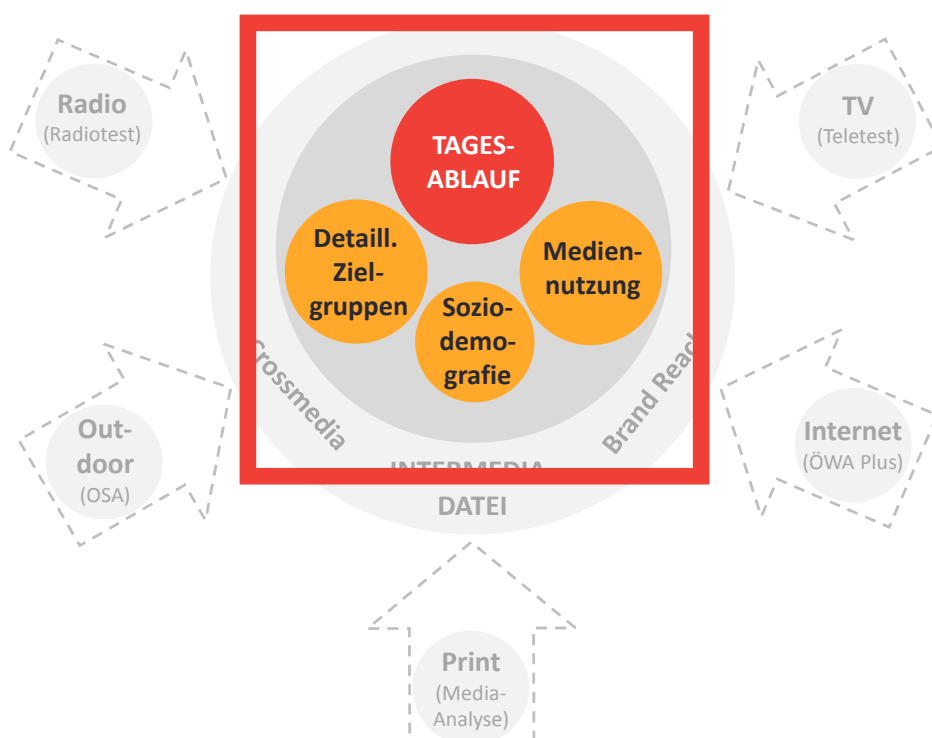 Radio
(Radiotest)
TV
(Teletest)
TAGES-
ABLAUF
Detaill.
Ziel-
gruppen
Medien-
nutzung
Sozio-
demo-
grafie
Crossmedia
Brand Reach
Out-
door
(OSA)
Internet
(ÖWA Plus)
INTERMEDIA
DATEI
Print
(Media-
Analyse)